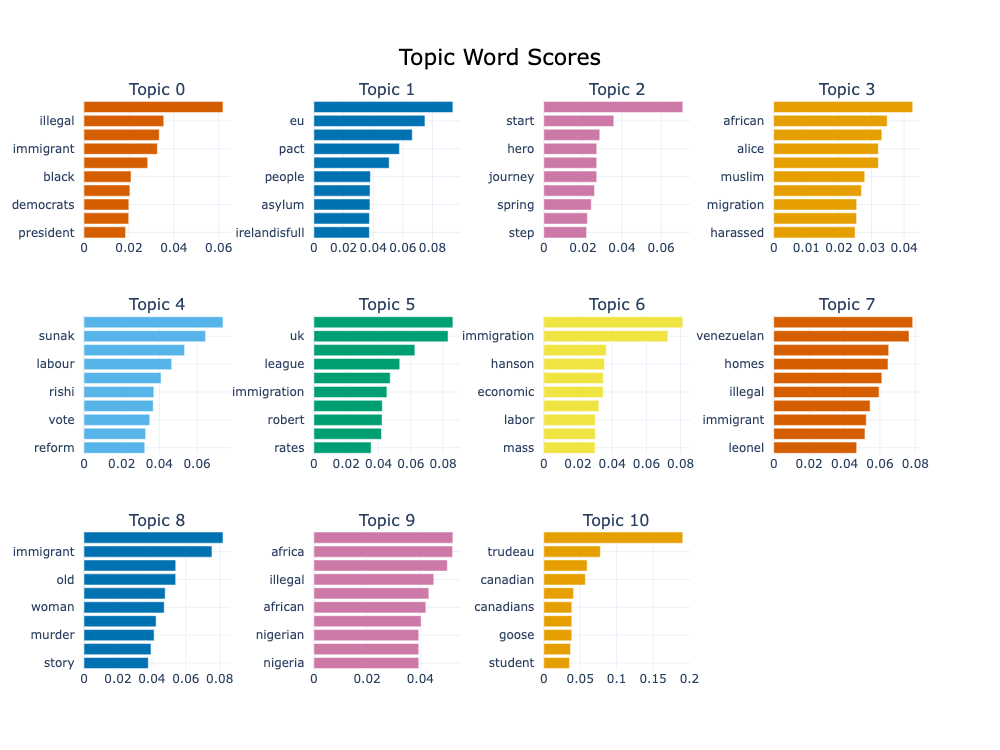 Topic Word Scores
Topic 0
illegal
immigrant
black
democrats
president
0 0.02 0.04 0.06
Topic 1
eu
pact
people
asylum
irelandisfull
0 0.02 0.04 0.06 0.08
Topic 2
start
hero
journey
spring
step
0 0.02 0.04 0.06
Topic 3
african
alice
muslim
migration
harassed
0 0.01 0.02 0.03 0.04
Topic 4
sunak
labour
rishi
vote
reform
0 0.02 0.04 0.06
Topic 5
uk
league
immigration
robert
rates
0 0.02 0.04 0.06 0.08
Topic 6
immigration
hanson
economic
labor
mass
0 0.02 0.04 0.06 0.08
Topic 7
venezuelan
homes
illegal
immigrant
leonel
0 0.02 0.04 0.06 0.08
Topic 8
immigrant
old
woman
murder
story
0 0.02 0.04 0.06 0.08
Topic 9
africa
illegal
african
nigerian
nigeria
0 0.02 0.04
Topic 10
trudeau
canadian
canadians
goose
student
0 0.05 0.1 0.15 0.2